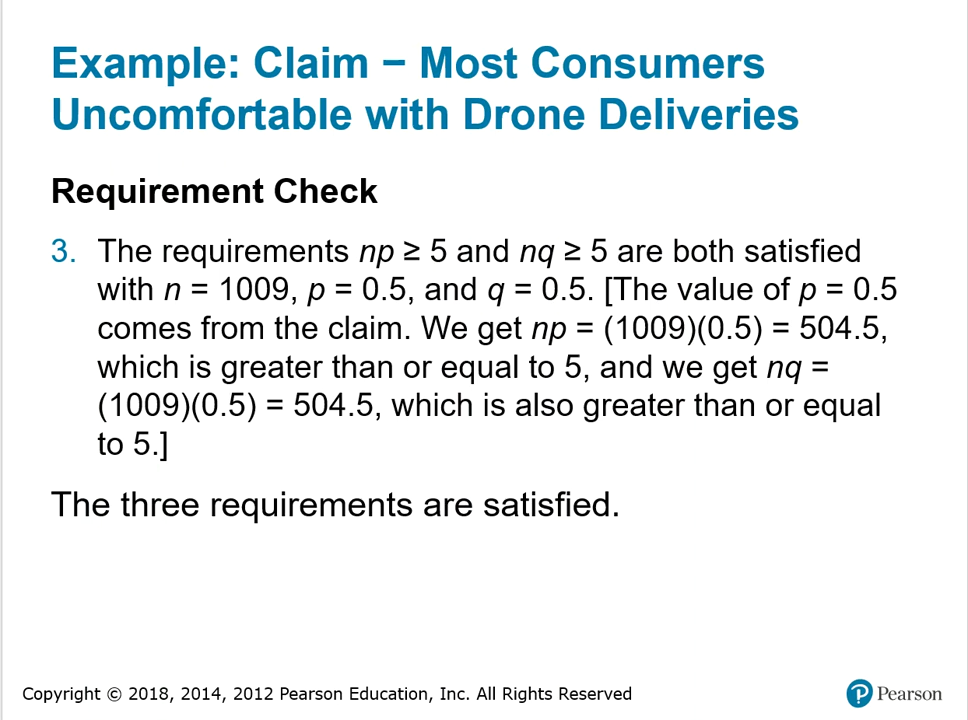 Example: Claim − Most Consumers
Uncomfortable with Drone Deliveries
Requirement Check
3. The requirements np ≥ 5 and nq ≥ 5 are both satisfied
with n = 1009, p = 0.5, and q = 0.5. [The value of p = 0.5
comes from the claim. We get np = (1009)(0.5) = 504.5,
which is greater than or equal to 5, and we get nq =
(1009)(0.5) = 504.5, which is also greater than or equal
to 5.]
The three requirements are satisfied.
Copyright © 2018, 2014, 2012 Pearson Education, Inc. All Rights Reserved
P Pearson